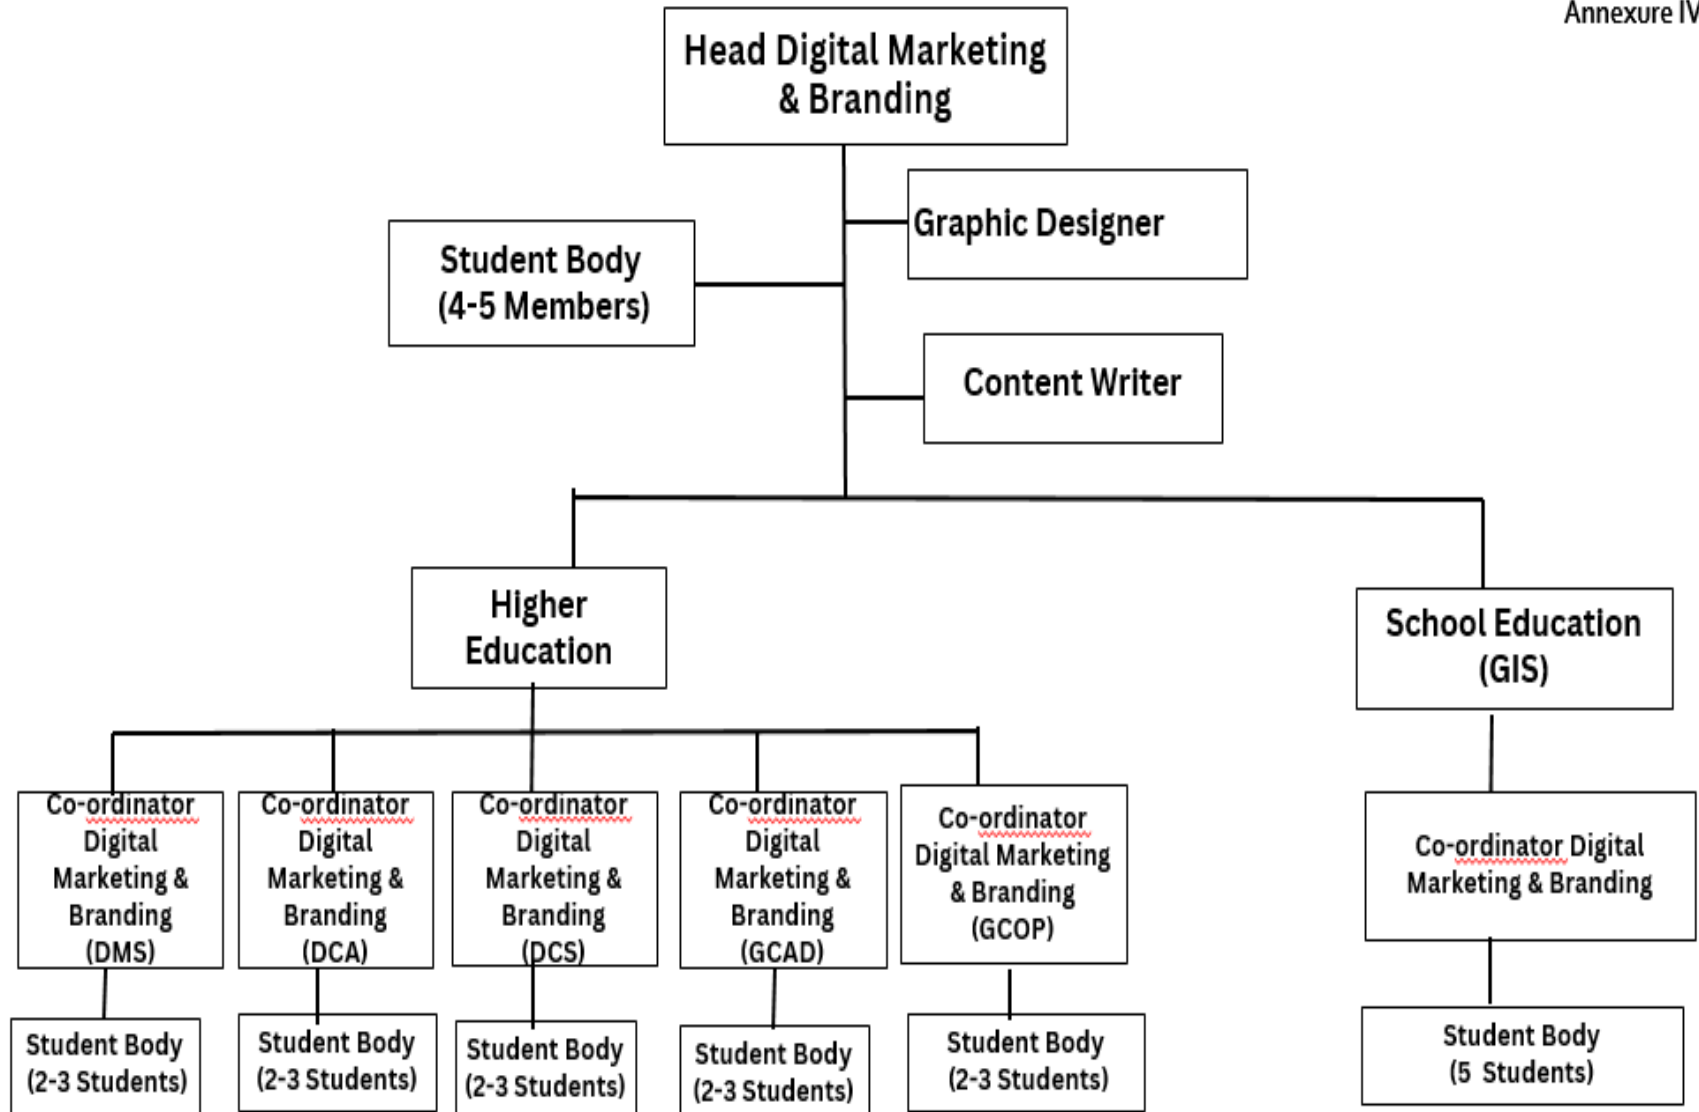 Annexure IV
Head Digital Marketing
& Branding
Graphic Designer
Student Body
(4-5 Members)
Content Writer
Higher
Education
School Education
(GIS)
Co-ordinator
Digital
Marketing &
Branding
(DMS)
Co-ordinator
Digital
Marketing &
Branding
(DCA)
Co-ordinator
Digital
Marketing &
Branding
(DCS)
Co-ordinator
Digital
Marketing &
Branding
(GCAD)
Co-ordinator
Digital Marketing
& Branding
(GCOP)
Co-ordinator Digital
Marketing & Branding
Student Body
(2-3 Students)
Student Body
(2-3 Students)
Student Body
(2-3 Students)
Student Body
(2-3 Students)
Student Body
(2-3 Students)
Student Body
(5 Students)